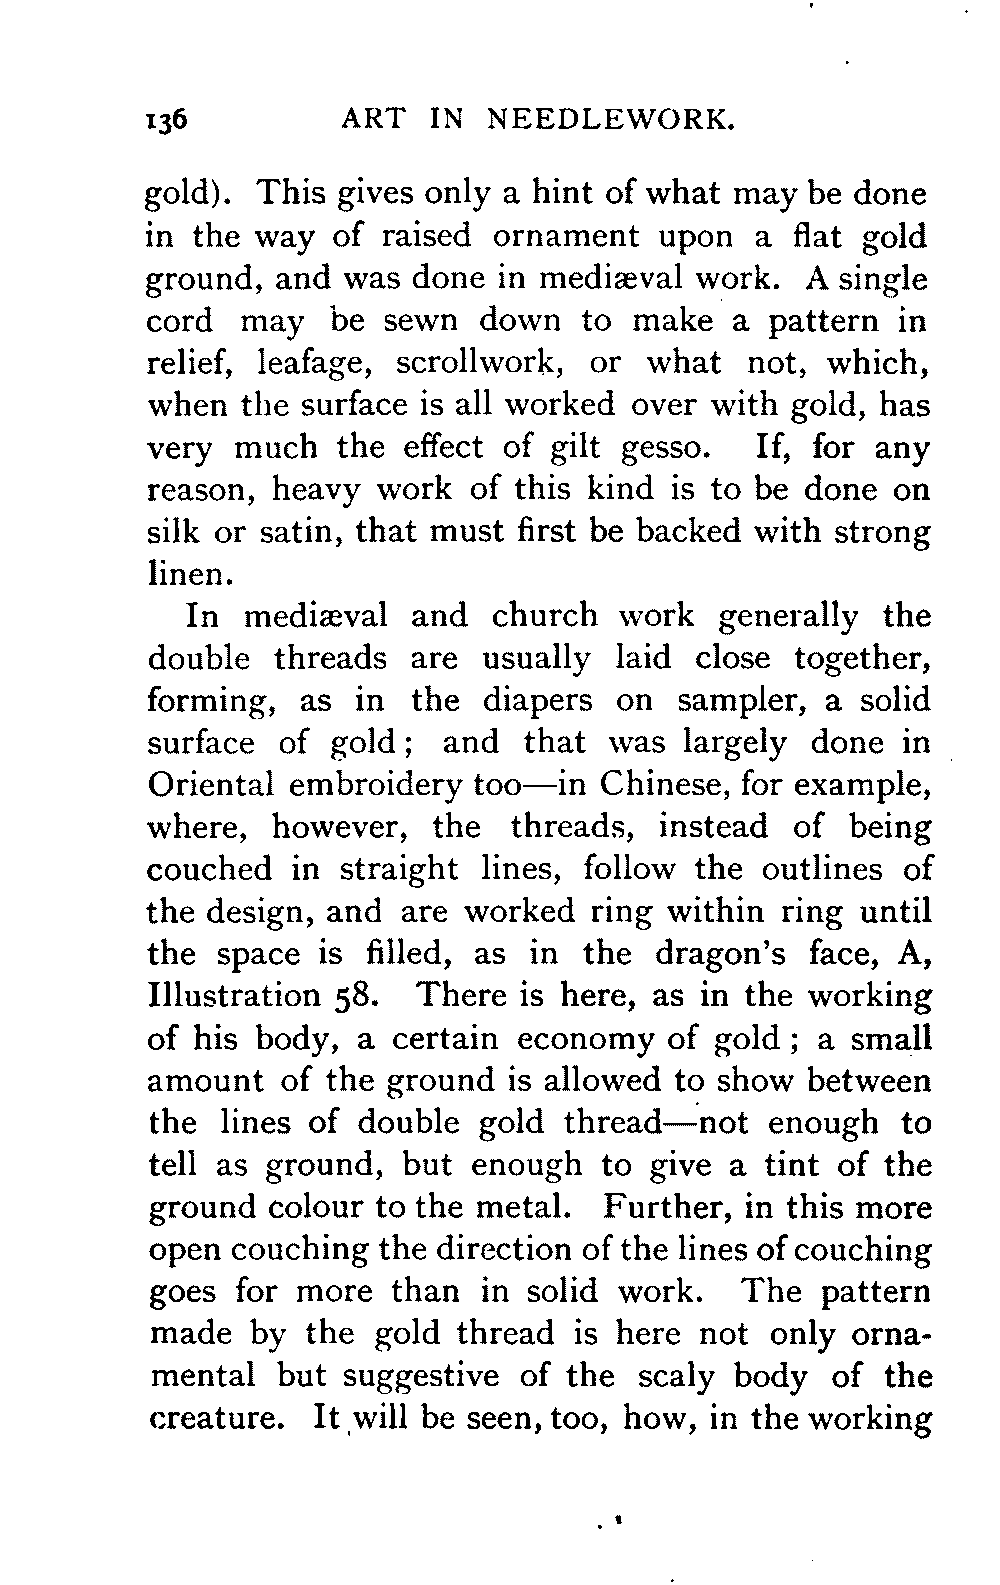 136 ART IN NEEDLEWORK.
gold). This gives only a hint of what may be done
in the way of raised ornament upon a flat gold
ground, and was done in mediæval work. A single
cord may be sewn down to make a pattern in
relief, leafage, scrollwork, or what not, which,
when the surface is all worked over with gold, has
very much the effect of gilt gesso. If, for any
reason, heavy work of this kind is to be done on
silk or satin, that must first be backed with strong
linen.
In mediæval and church work generally the
double threads are usually laid close together,
forming, as in the diapers on sampler, a solid
surface of gold ; and that was largely done in
Oriental embroidery too—in Chinese, for example,
where, however, the threads, instead of being
couched in straight lines, follow the outlines of
the design, and are worked ring within ring until
the space is filled, as in the dragon's face, A,
Illustration 58. There is here, as in the working
of his body, a certain economy of gold ; a small
amount of the ground is allowed to show between
the lines of double gold thread—not enough to
tell as ground, but enough to give a tint of the
ground colour to the metal. Further, in this more
open couching the direction of the lines of couching
goes for more than in solid work. The pattern
made by the gold thread is here not only orna-
mental but suggestive of the scaly body of the
creature. It will be seen, too, how, in the working